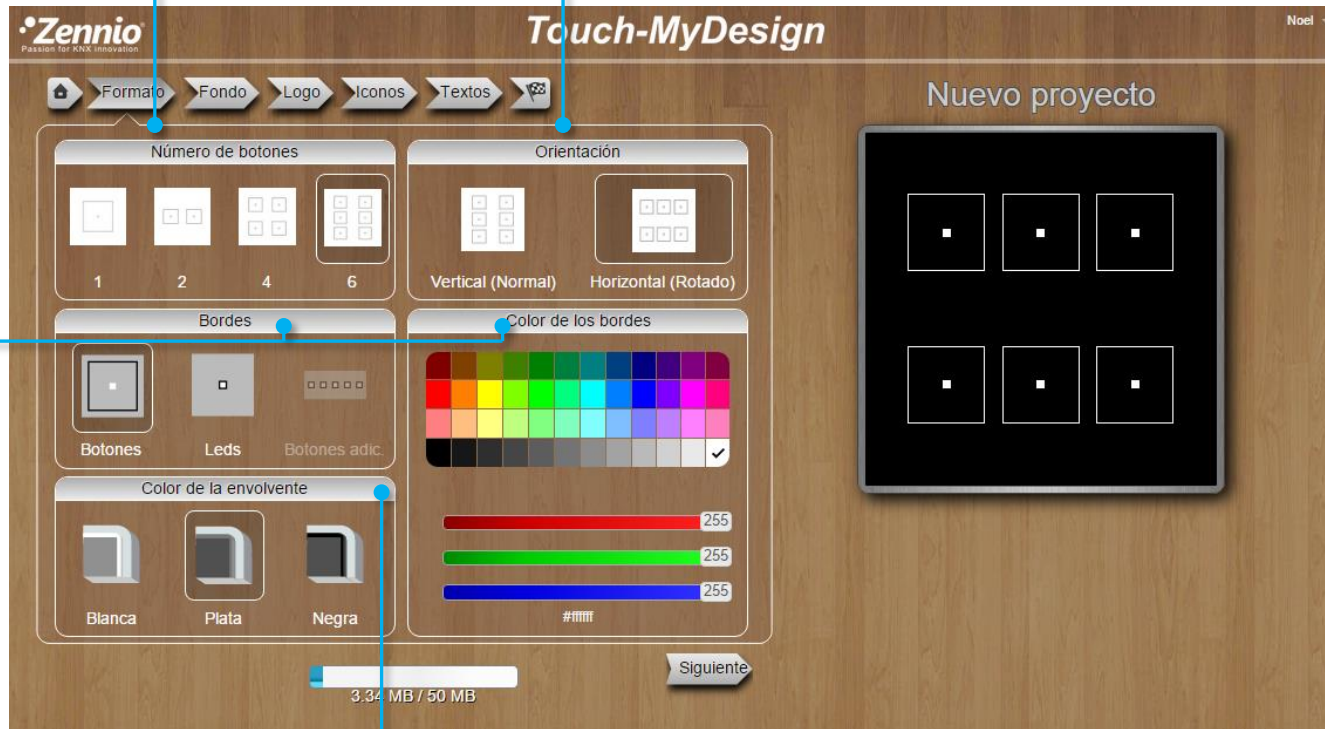 Zennio
Passion for KNX innovation
Touch-MyDesign
Noel
Formato
Fondo
Logo
Iconos
Textos
Nuevo proyecto
Número de botones
1
2
4
6
Orientación
Vertical (Normal)
Horizontal (Rotado)
Bordes
Botones
Leds
Botones adic.
Color de los bordes
255
255
255
#ffffff
Color de la envolvente
Blanca
Plata
Negra
3.34 MB / 50 MB
Siguiente